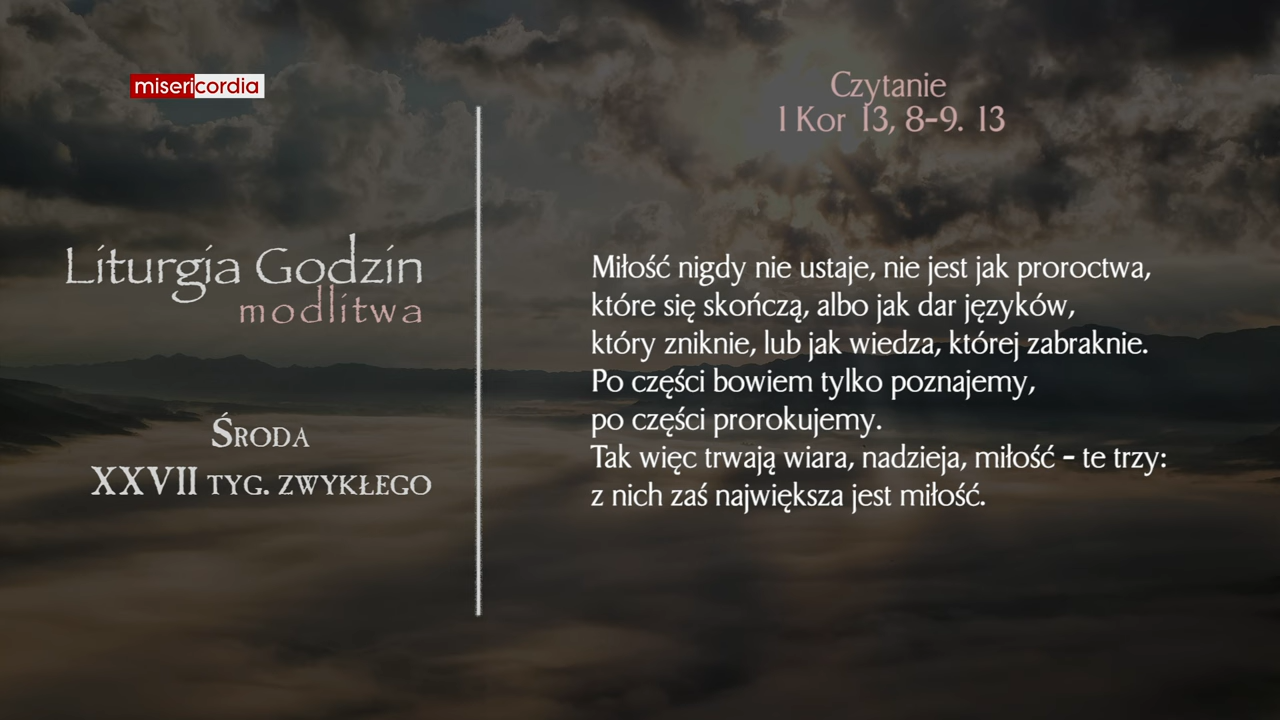 misericordia
Liturgia Godzin
modlitwa
Środa
XXVII tyg. zwykłego
Czytanie
1 Kor 13, 8-9. 13
Miłość nigdy nie ustaje, nie jest jak proroctwa,
które się skończą, albo jak dar języków,
który zniknie, lub jak wiedza, której zabraknie.
Po części bowiem tylko poznajemy,
po części prorokujemy.
Tak więc trwają wiara, nadzieja, miłość - te trzy:
z nich zaś największa jest miłość.